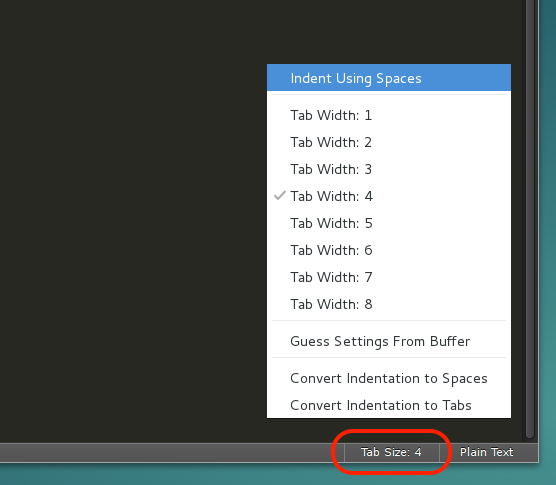 Indent Using Spaces
Tab Width: 1
Tab Width: 2
Tab Width: 3
Tab Width: 4
Tab Width: 5
Tab Width: 6
Tab Width: 7
Tab Width: 8
Guess Settings From Buffer
Convert Indentation to Spaces
Convert Indentation to Tabs
Tab Size: 4 Plain Text